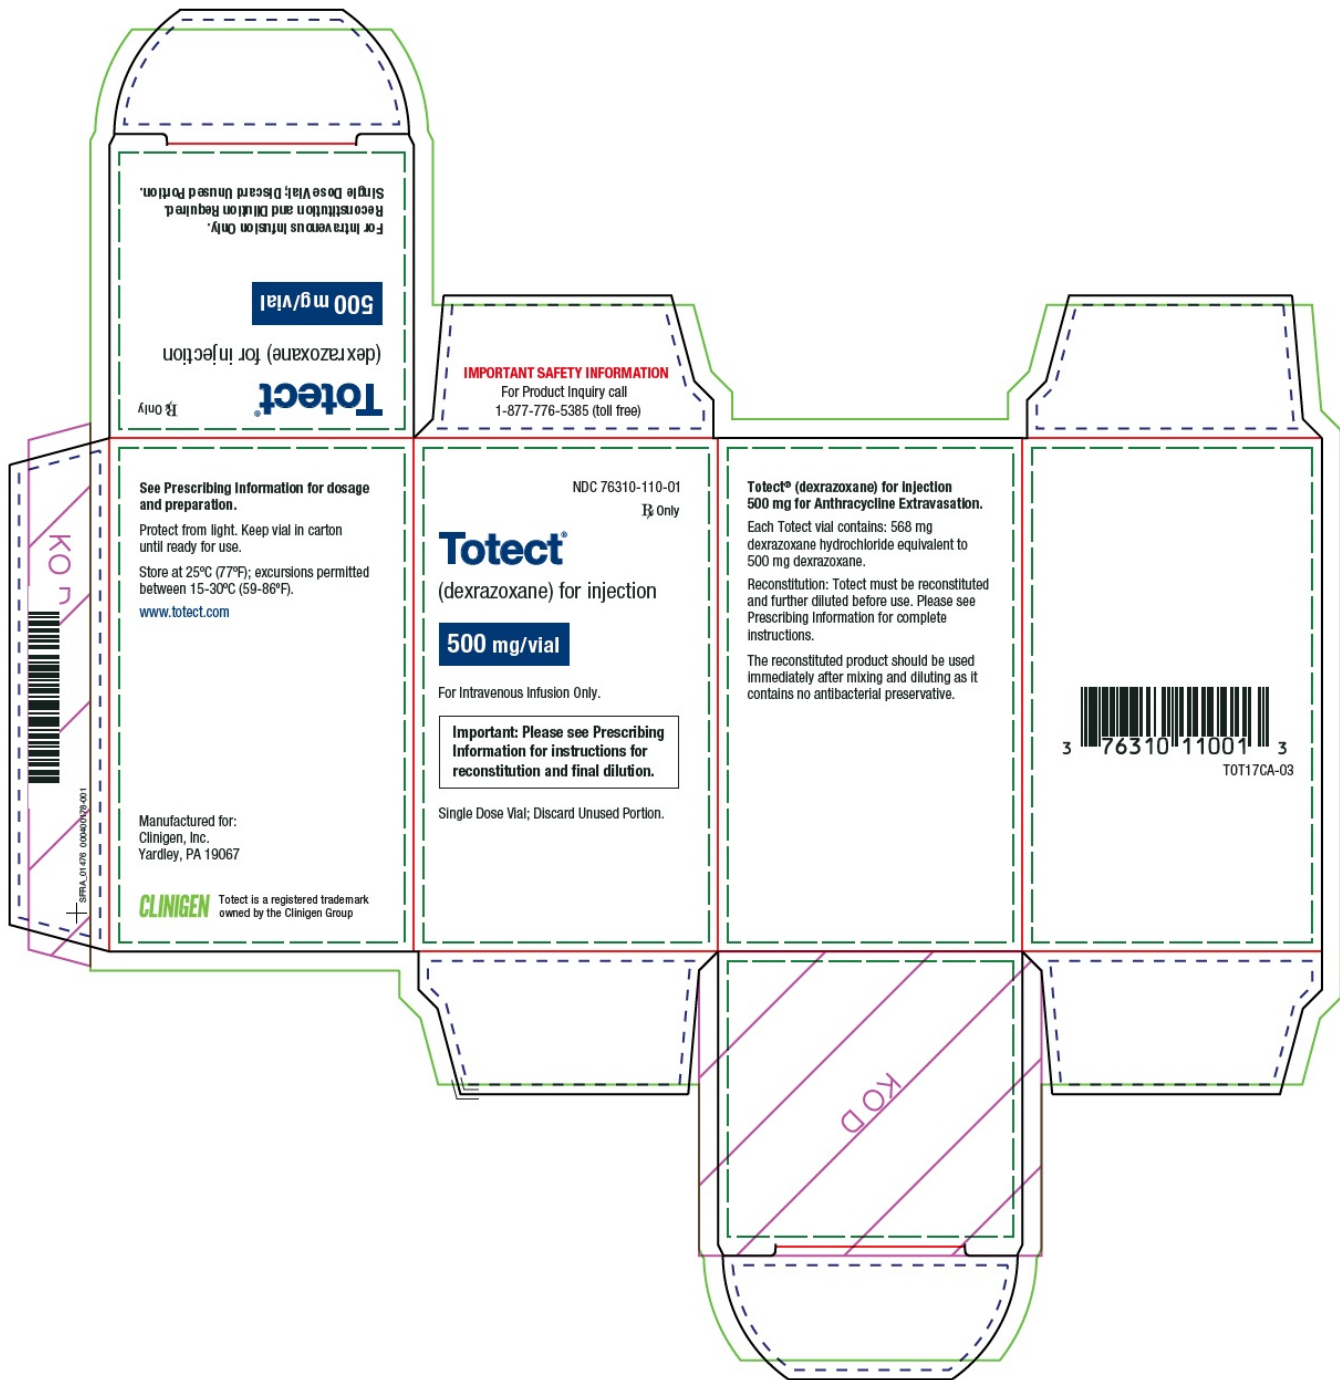 Totect®
℞ Only
(dexrazoxane) for injection
500 mg/vial
For Intravenous Infusion Only.
Reconstitution and Dilution Required.
Single Dose Vial; Discard Unused Portion.
IMPORTANT SAFETY INFORMATION
For Product Inquiry call
1-877-776-5385 (toll free)
KO D
SFRA_01476 000400178-001
See Prescribing Information for dosage
and preparation.
Protect from light. Keep vial in carton
until ready for use.
Store at 25ºC (77ºF); excursions permitted
between 15-30ºC (59-86°F).
www.totect.com
Manufactured for:
Clinigen, Inc.
Yardley, PA 19067
CLINIGEN
Totect is a registered trademark
owned by the Clinigen Group
NDC 76310-110-01
℞ Only
Totect®
(dexrazoxane) for injection
500 mg/vial
For Intravenous Infusion Only.
Important: Please see Prescribing
Information for instructions for
reconstitution and final dilution.
Single Dose Vial; Discard Unused Portion.
Totect® (dexrazoxane) for injection
500 mg for Anthracycline Extravasation.
Each Totect vial contains: 568 mg
dexrazoxane hydrochloride equivalent to
500 mg dexrazoxane.
Reconstitution: Totect must be reconstituted
and further diluted before use. Please see
Prescribing Information for complete
instructions.
The reconstituted product should be used
immediately after mixing and diluting as it
contains no antibacterial preservative.
3 76310 11001 3
TOT17CA-03
KO D